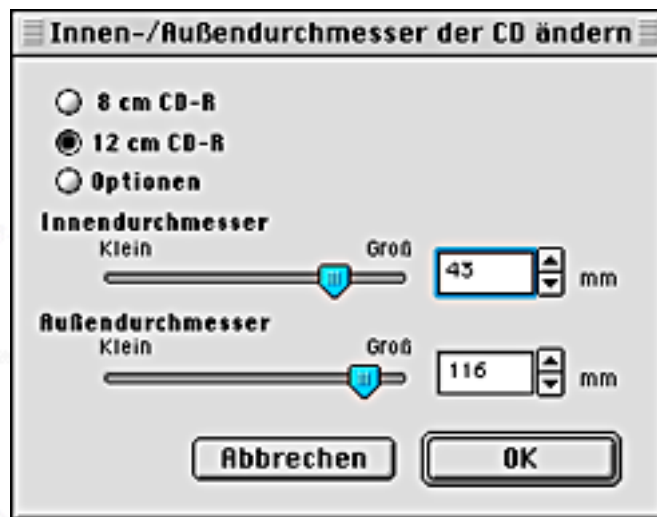 Innen-/Außendurchmesser der CD ändern
8 cm CD-R
12 cm CD-R
Optionen
Innendurchmesser
Klein Groß
43 mm
Außendurchmesser
Klein Groß
116 mm
Abbrechen OK